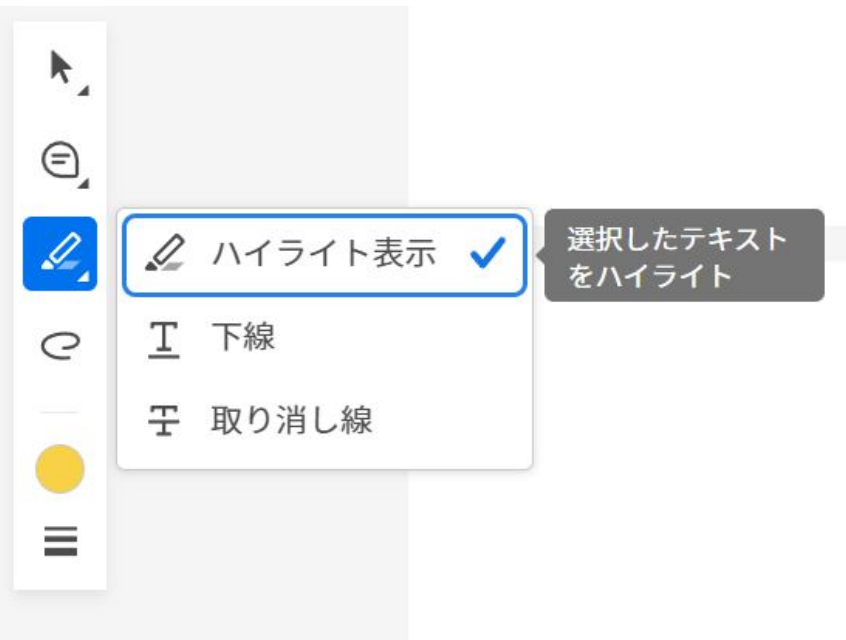 ハイライト表示
選択したテキスト
をハイライト
下線
取り消し線